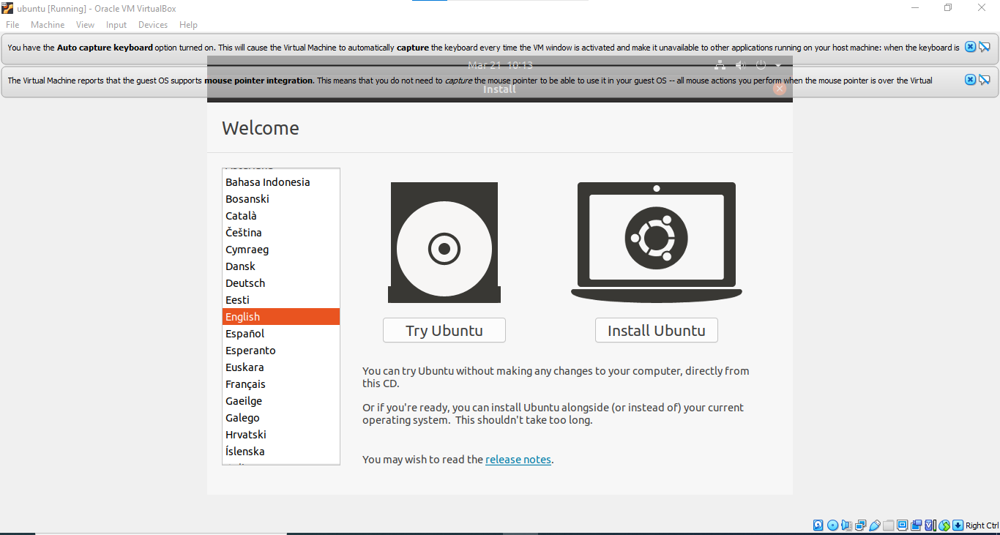 ubuntu [Running] - Oracle VM VirtualBox
File Machine View Input Devices Help
You have the Auto capture keyboard option turned on. This will cause the Virtual Machine to automatically capture the keyboard every time the VM window is activated and make it unavailable to other applications running on your host machine: when the keyboard is
Mar 21 10:13
The Virtual Machine reports that the guest OS supports mouse pointer integration. This means that you do not need to capture the mouse pointer to be able to use it in your guest OS -- all mouse actions you perform when the mouse pointer is over the Virtual
Install
Welcome
Bahasa Indonesia
Bosanski
Català
Čeština
Cymraeg
Dansk
Deutsch
Eesti
English
Español
Esperanto
Euskara
Français
Gaeilge
Galego
Hrvatski
Íslenska
Try Ubuntu
Install Ubuntu
You can try Ubuntu without making any changes to your computer, directly from
this CD.
Or if you're ready, you can install Ubuntu alongside (or instead of) your current
operating system. This shouldn't take too long.
You may wish to read the release notes.
Right Ctrl